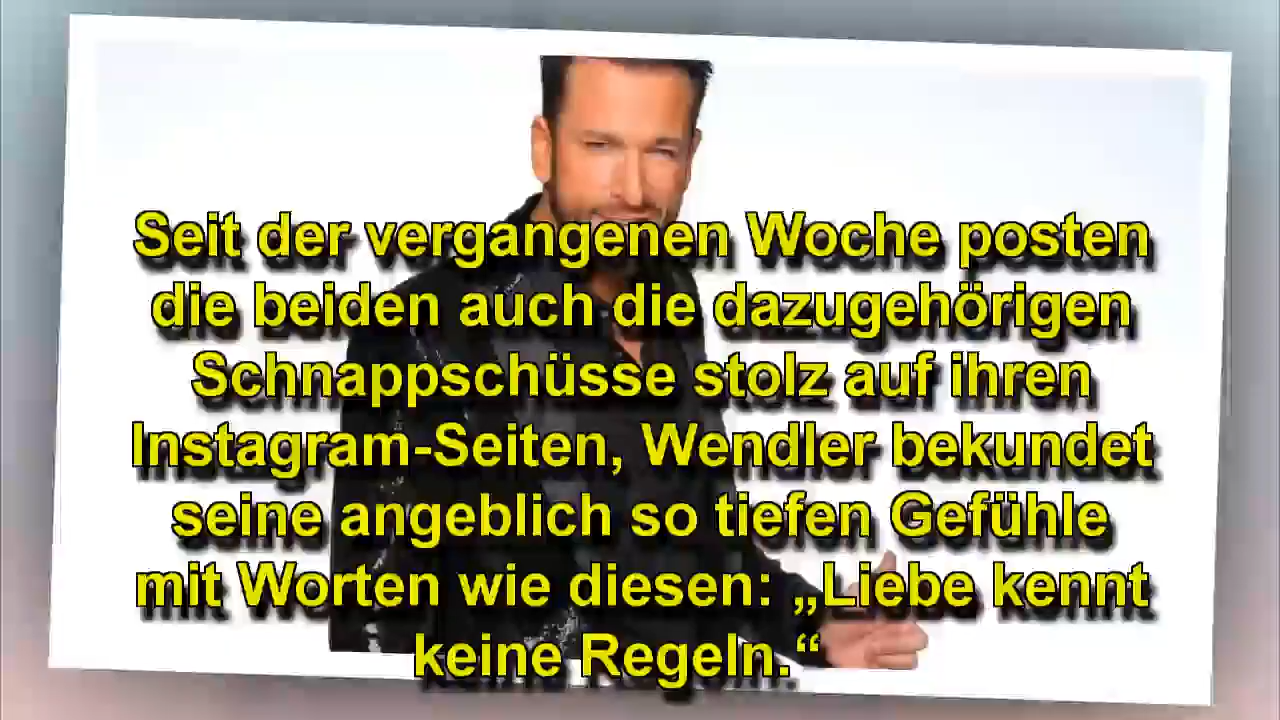 Seit der vergangenen Woche posten
die beiden auch die dazugehörigen
Schnappschüsse stolz auf ihren
Instagram-Seiten, Wendler bekundet
seine angeblich so tiefen Gefühle
mit Worten wie diesen: „Liebe kennt
keine Regeln.“